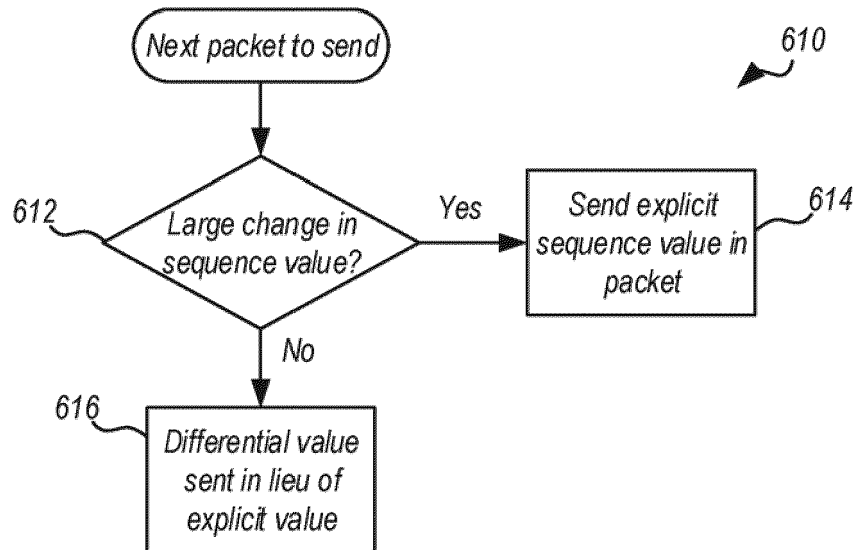 Next packet to send
610
612
Large change in
sequence value?
Yes
Send explicit
sequence value in
packet
614
No
616
Differential value
sent in lieu of
explicit value